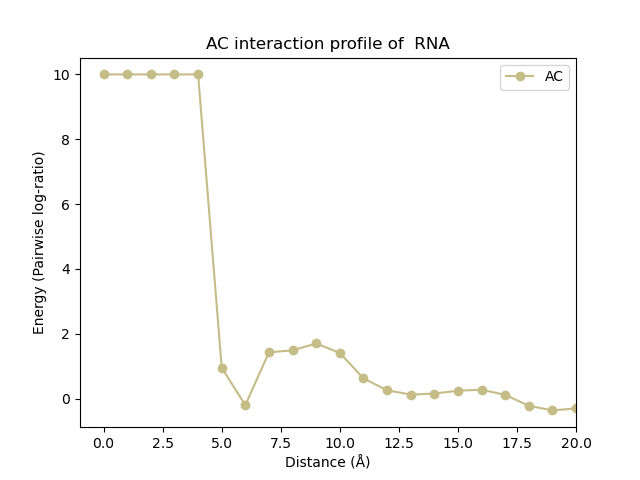 AC interaction profile of  RNA
AC
Energy (Pairwise log-ratio)
10
8
6
4
2
0
0.0 2.5 5.0 7.5 10.0 12.5 15.0 17.5 20.0
Distance (Å)